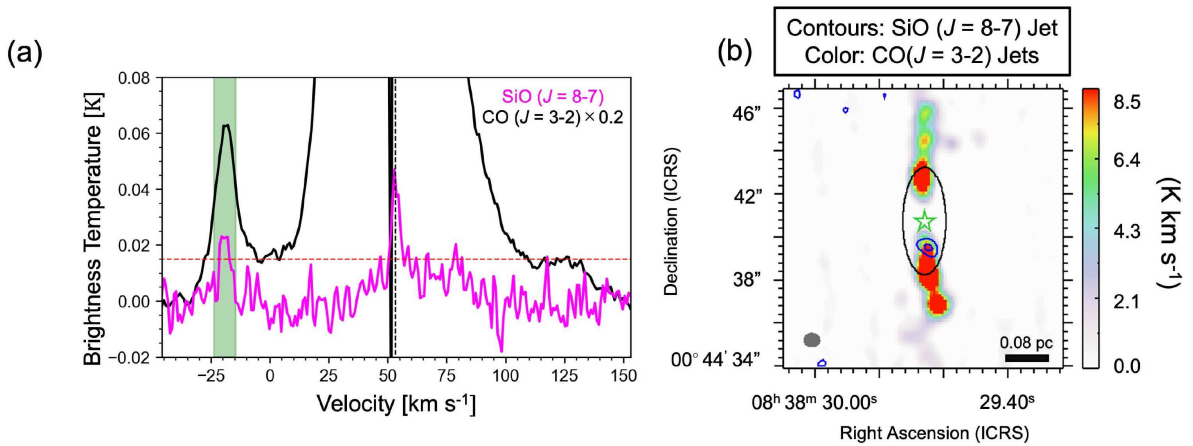 (a)
0.08
0.06
0.04
0.02
0.00
−0.02
Brightness Temperature [K]
SiO (J = 8-7)
CO (J = 3-2) × 0.2
−25
0
25
50
75
100
125
150
Velocity [km s⁻¹]
(b)
Contours: SiO (J = 8-7) Jet
Color: CO(J = 3-2) Jets
46”
42”
38”
00° 44’ 34”
Declination (ICRS)
0.08 pc
08ʰ 38ᵐ 30.00ˢ
29.40ˢ
Right Ascension (ICRS)
8.5
6.4
4.3
2.1
0.0
(K km s⁻¹)